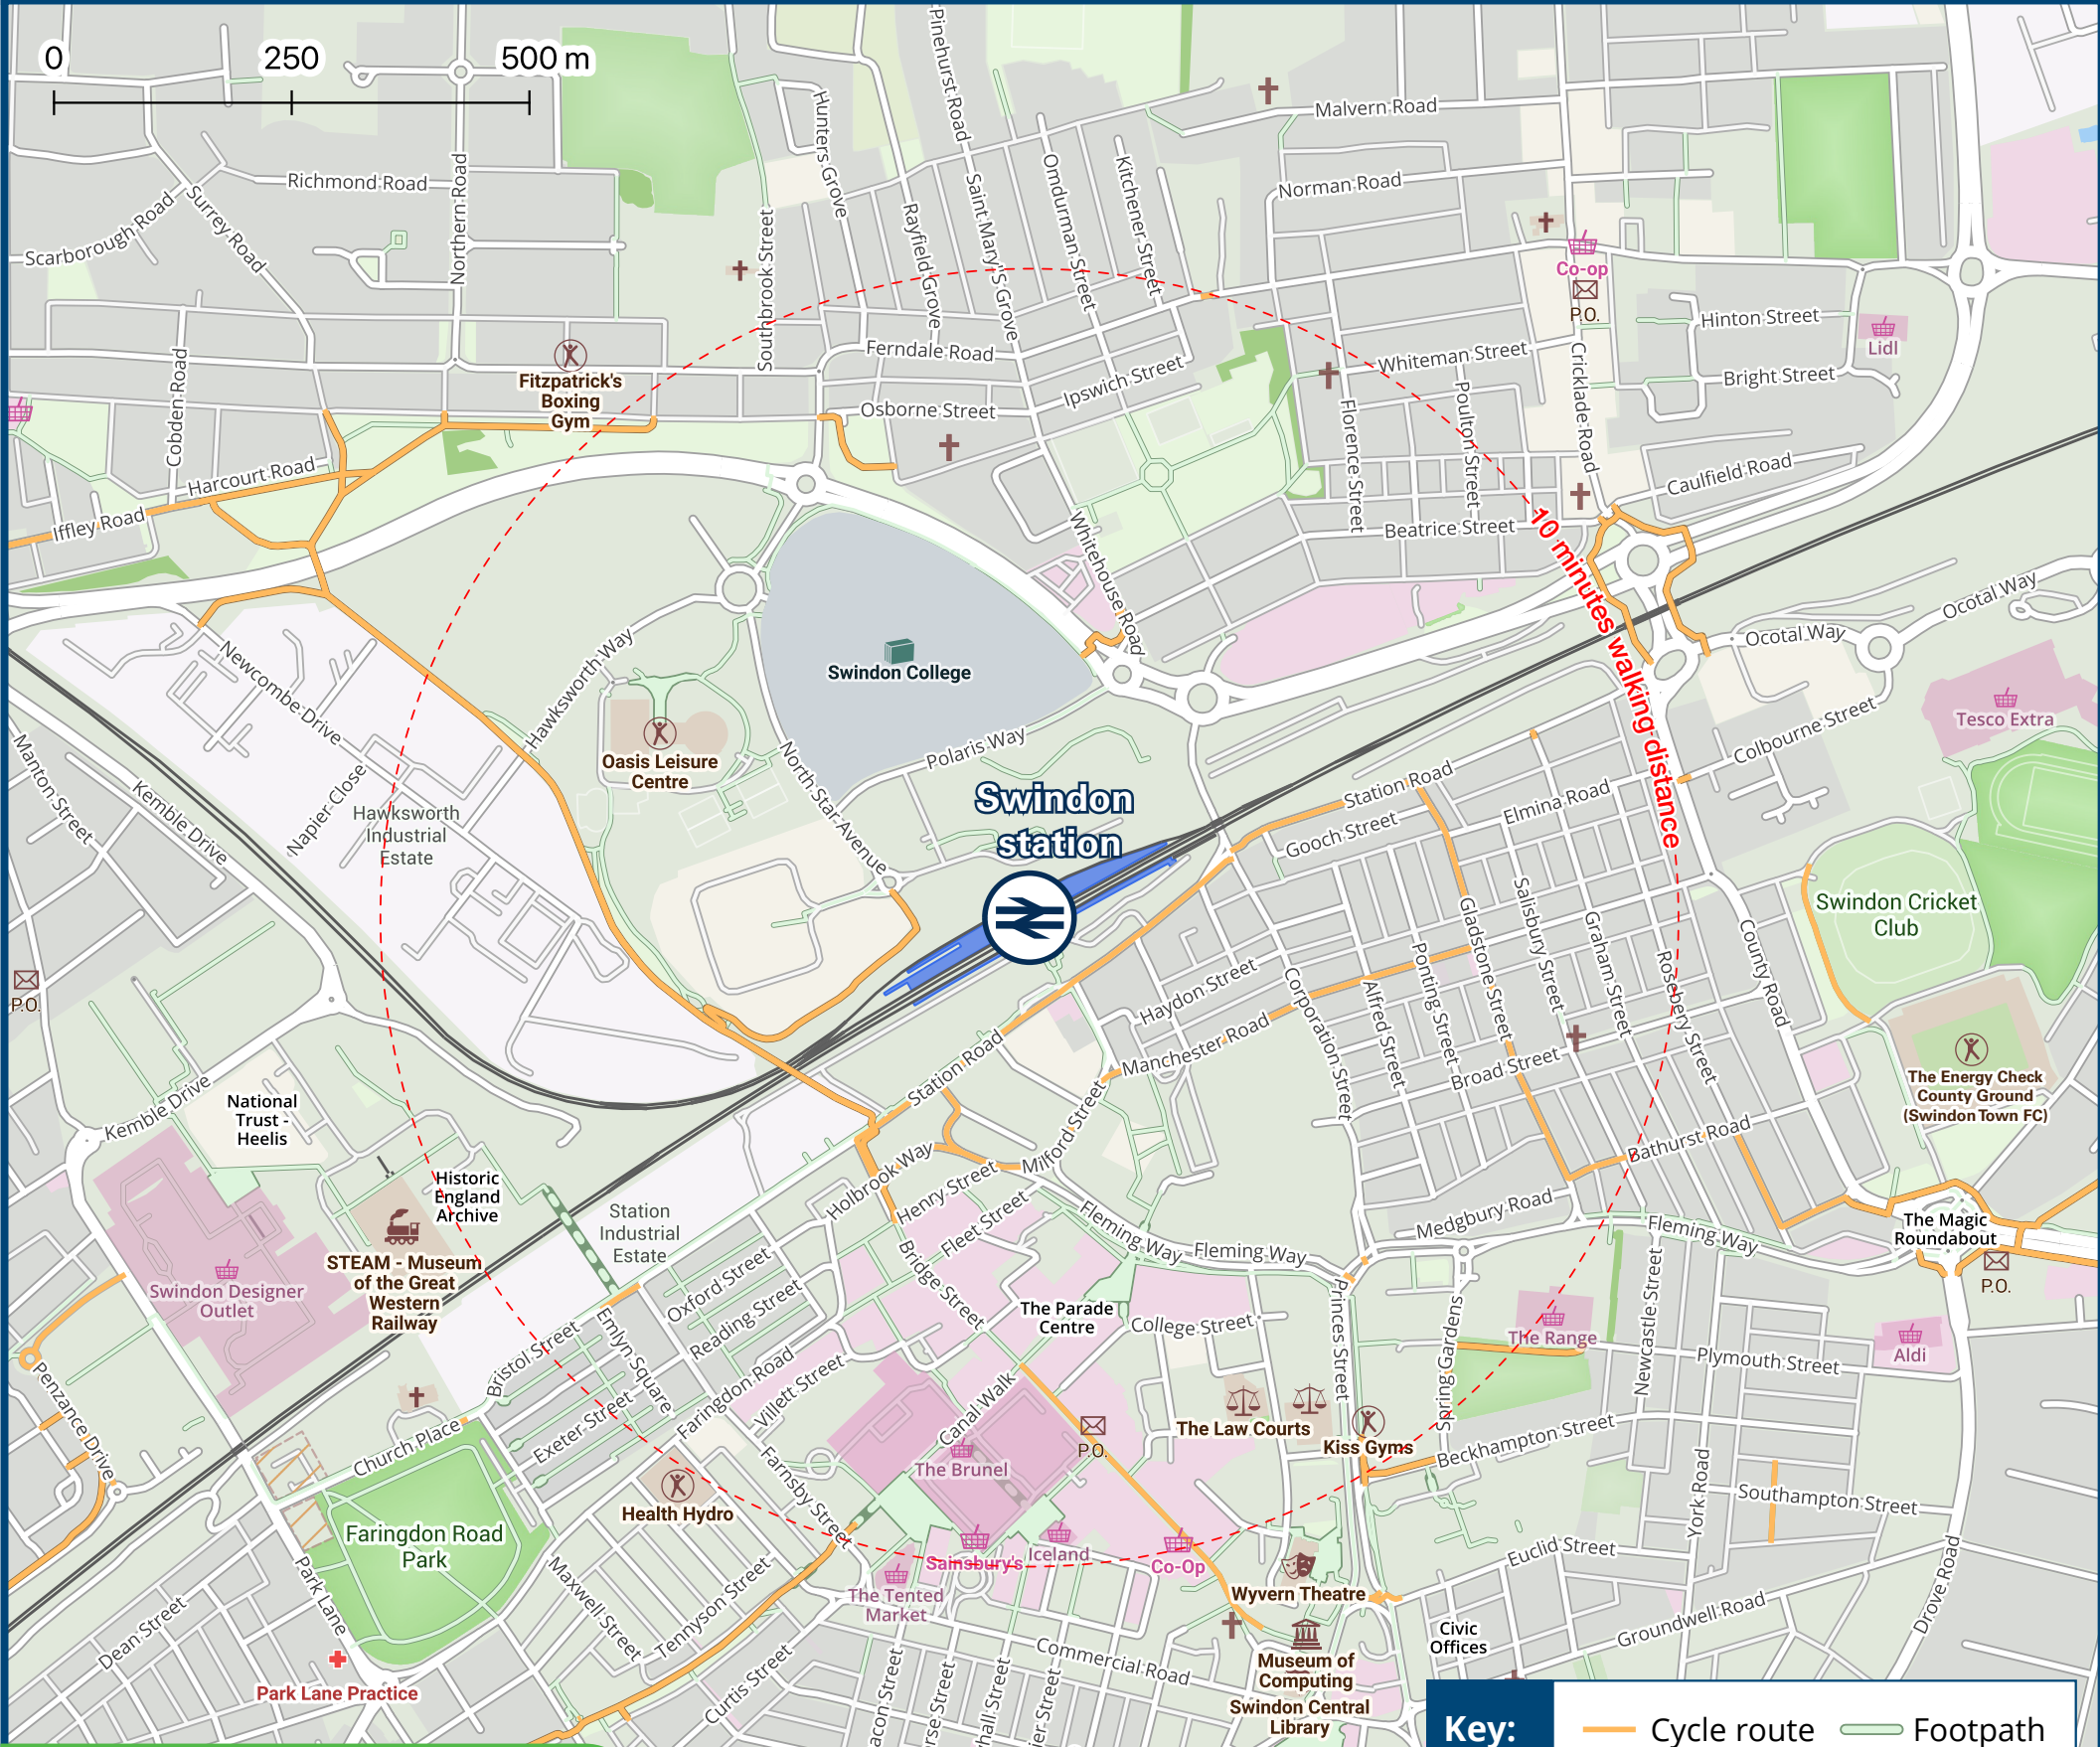 0 250 500 m
Pinehurst Road
Hunters Grove
Malvern Road
Richmond Road
Northern Road
Surrey Road
Scarborough Road
Southbrook Street
Rayfield Grove
Saint Mary'S Grove
Omdurman Street
Kitchener Street
Norman Road
Co-op
P.O.
Hinton Street
Lidl
Bright Street
Whiteman Street
Cricklade Road
Poulton Street
Florence Street
Ferndale Road
Ipswich Street
Osborne Street
Fitzpatrick's
Boxing
Gym
Cobden Road
Harcourt Road
Iffley Road
Caulfield Road
Beatrice Street
10 minutes walking distance
Whitehouse Road
Ocotal Way
Ocotal Way
Swindon College
Hawksworth Way
Newcombe Drive
Oasis Leisure
Centre
Polaris Way
North Star Avenue
Tesco Extra
Colbourne Street
Manton Street
Kemble Drive
Napier Close
Hawksworth
Industrial
Estate
Swindon
station
Station Road
Gooch Street
Elmina Road
Swindon Cricket
Club
County Road
Gladstone Street
Salisbury Street
Graham Street
Rosebery Street
Ponting Street
Alfred Street
Corporation Street
Haydon Street
Manchester Road
Broad Street
Bathurst Road
The Energy Check
County Ground
(Swindon Town FC)
P.O.
National
Trust -
Heelis
Kemble Drive
Station Road
Milford Street
Holbrook Way
Henry Street
Fleet Street
Historic
England
Archive
Station
Industrial
Estate
STEAM - Museum
of the Great
Western
Railway
Swindon Designer
Outlet
Fleming Way
Fleming Way
Medgbury Road
Fleming Way
The Magic
Roundabout
P.O.
Bridge Street
Oxford Street
Reading Street
Bristol Street
Emlyn Square
Exeter Street
Faringdon Road
Villett Street
The Parade
Centre
College Street
Princes Street
Spring Gardens
The Range
Newcastle Street
Plymouth Street
Aldi
Penzance Drive
Church Place
Canal Walk
The Brunel
P.O.
The Law Courts
Kiss Gyms
Beckhampton Street
York Road
Southampton Street
Farnsby Street
Health Hydro
Faringdon Road
Park
Park Lane
Maxwell Street
Tennyson Street
Sainsbury's
Iceland
Co-Op
The Tented
Market
Wyvern Theatre
Euclid Street
Drove Road
Groundwell Road
Civic
Offices
Dean Street
Park Lane Practice
Curtis Street
Commercial Road
Museum of
Computing
Swindon Central
Library
Key: Cycle route Footpath